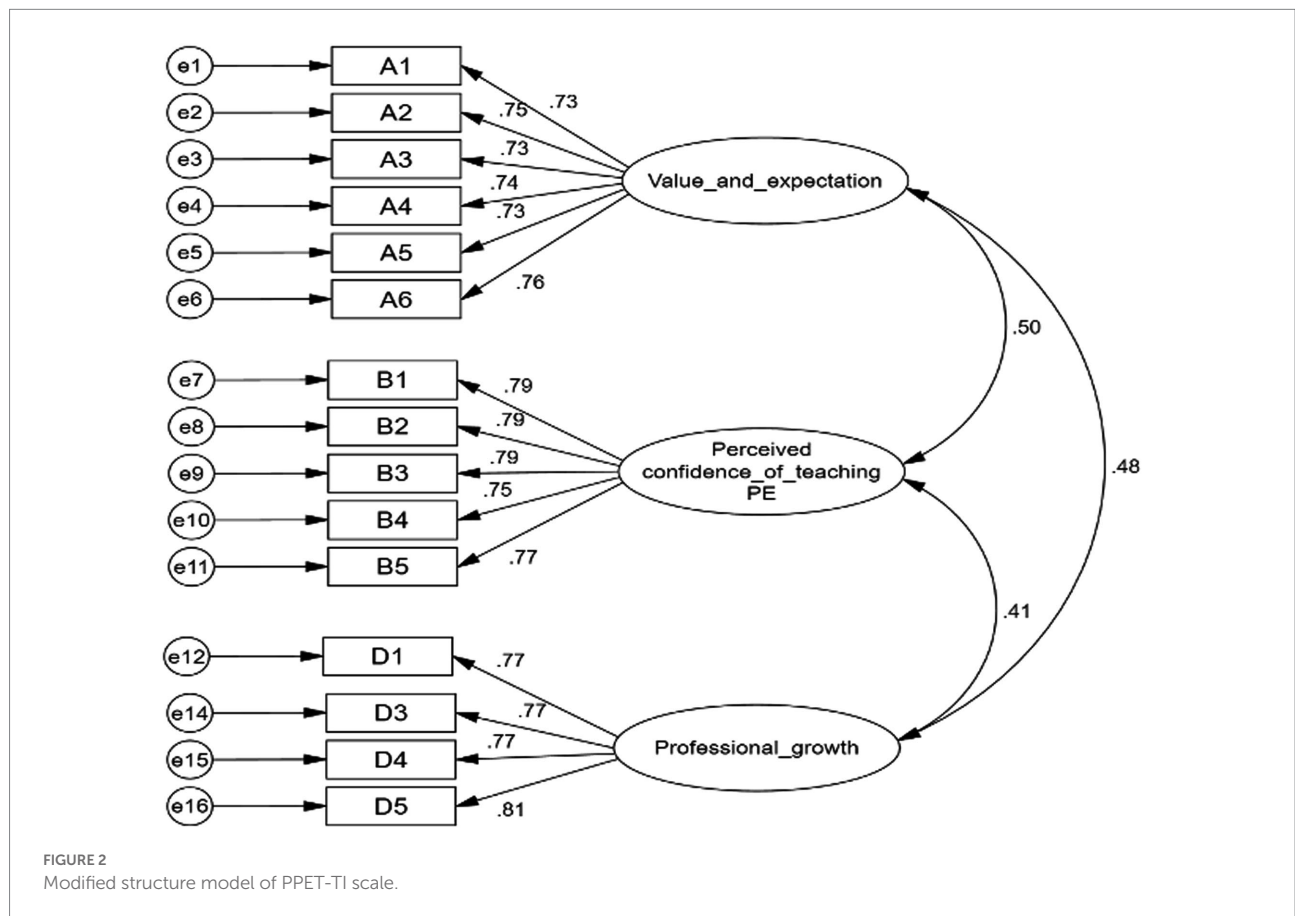 e1 A1 .73
e2 A2 .75
e3 A3 .73
Value_and_expectation
e4 A4 .74
e5 A5 .73
e6 A6 .76
.50
e7 B1 .79
e8 B2 .79
Perceived
e9 B3 .79 confidence_of_teaching
PE
.48
e10 B4 .75
e11 B5 .77
.41
e12 D1 .77
e14 D3 .77
e15 D4 .77 Professional_growth
e16 D5 .81
FIGURE 2
Modified structure model of PPET-TI scale.